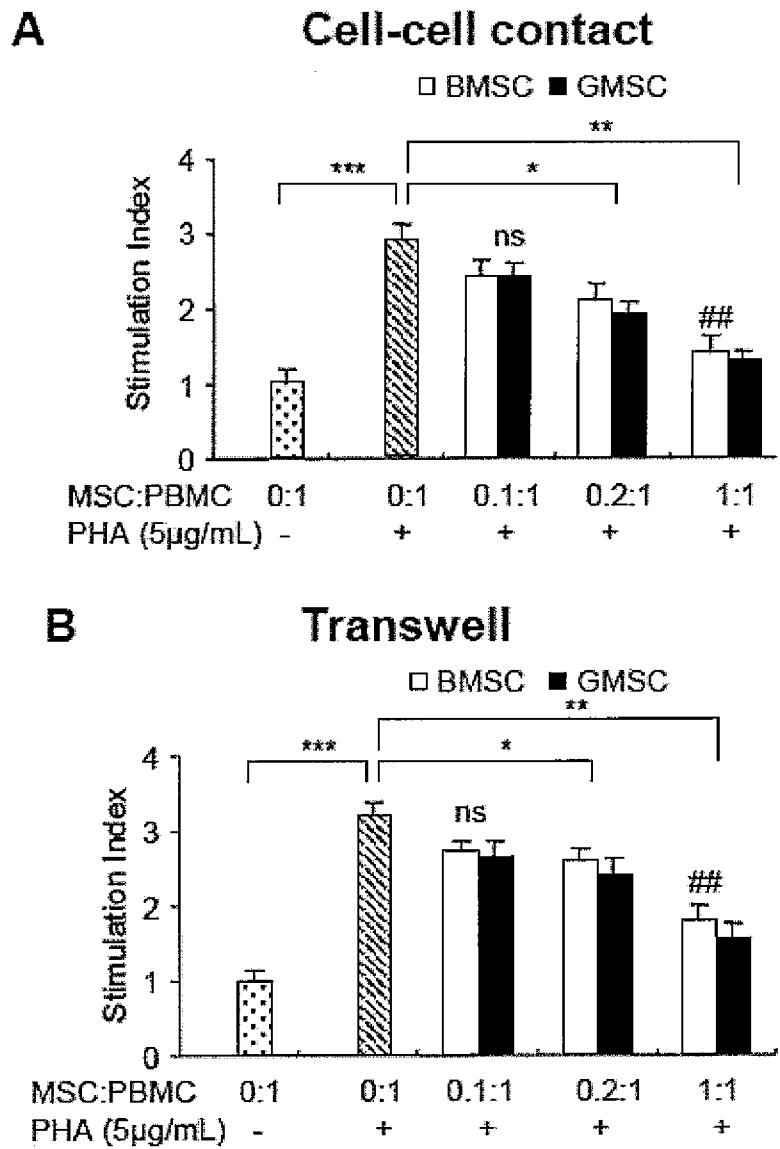 A Cell-cell contact
□ BMSC ■ GMSC
**
*** *
4
ns
3
##
2
1
0
Stimulation Index
MSC:PBMC 0:1 0:1 0.1:1 0.2:1 1:1
PHA (5µg/mL) - + + + +
B Transwell
□ BMSC ■ GMSC
**
*** *
4
ns
3
##
2
1
0
Stimulation Index
MSC:PBMC 0:1 0:1 0.1:1 0.2:1 1:1
PHA (5µg/mL) - + + + +